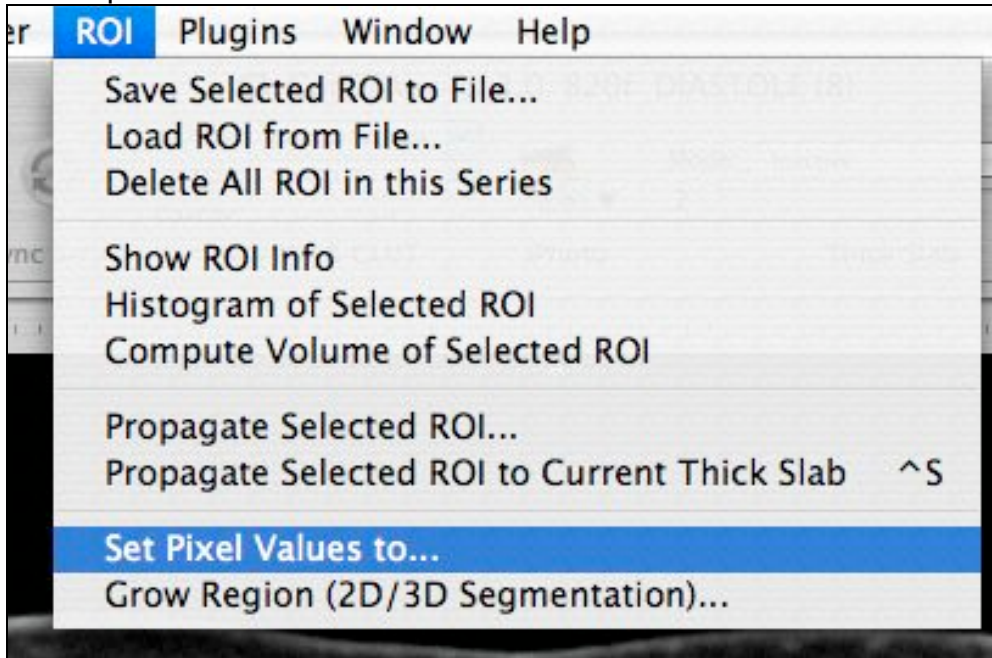 er ROI Plugins Window Help
Save Selected ROI to File...
Load ROI from File...
Delete All ROI in this Series
ync
Show ROI Info
Histogram of Selected ROI
Compute Volume of Selected ROI
Propagate Selected ROI...
Propagate Selected ROI to Current Thick Slab ^S
Set Pixel Values to...
Grow Region (2D/3D Segmentation)...